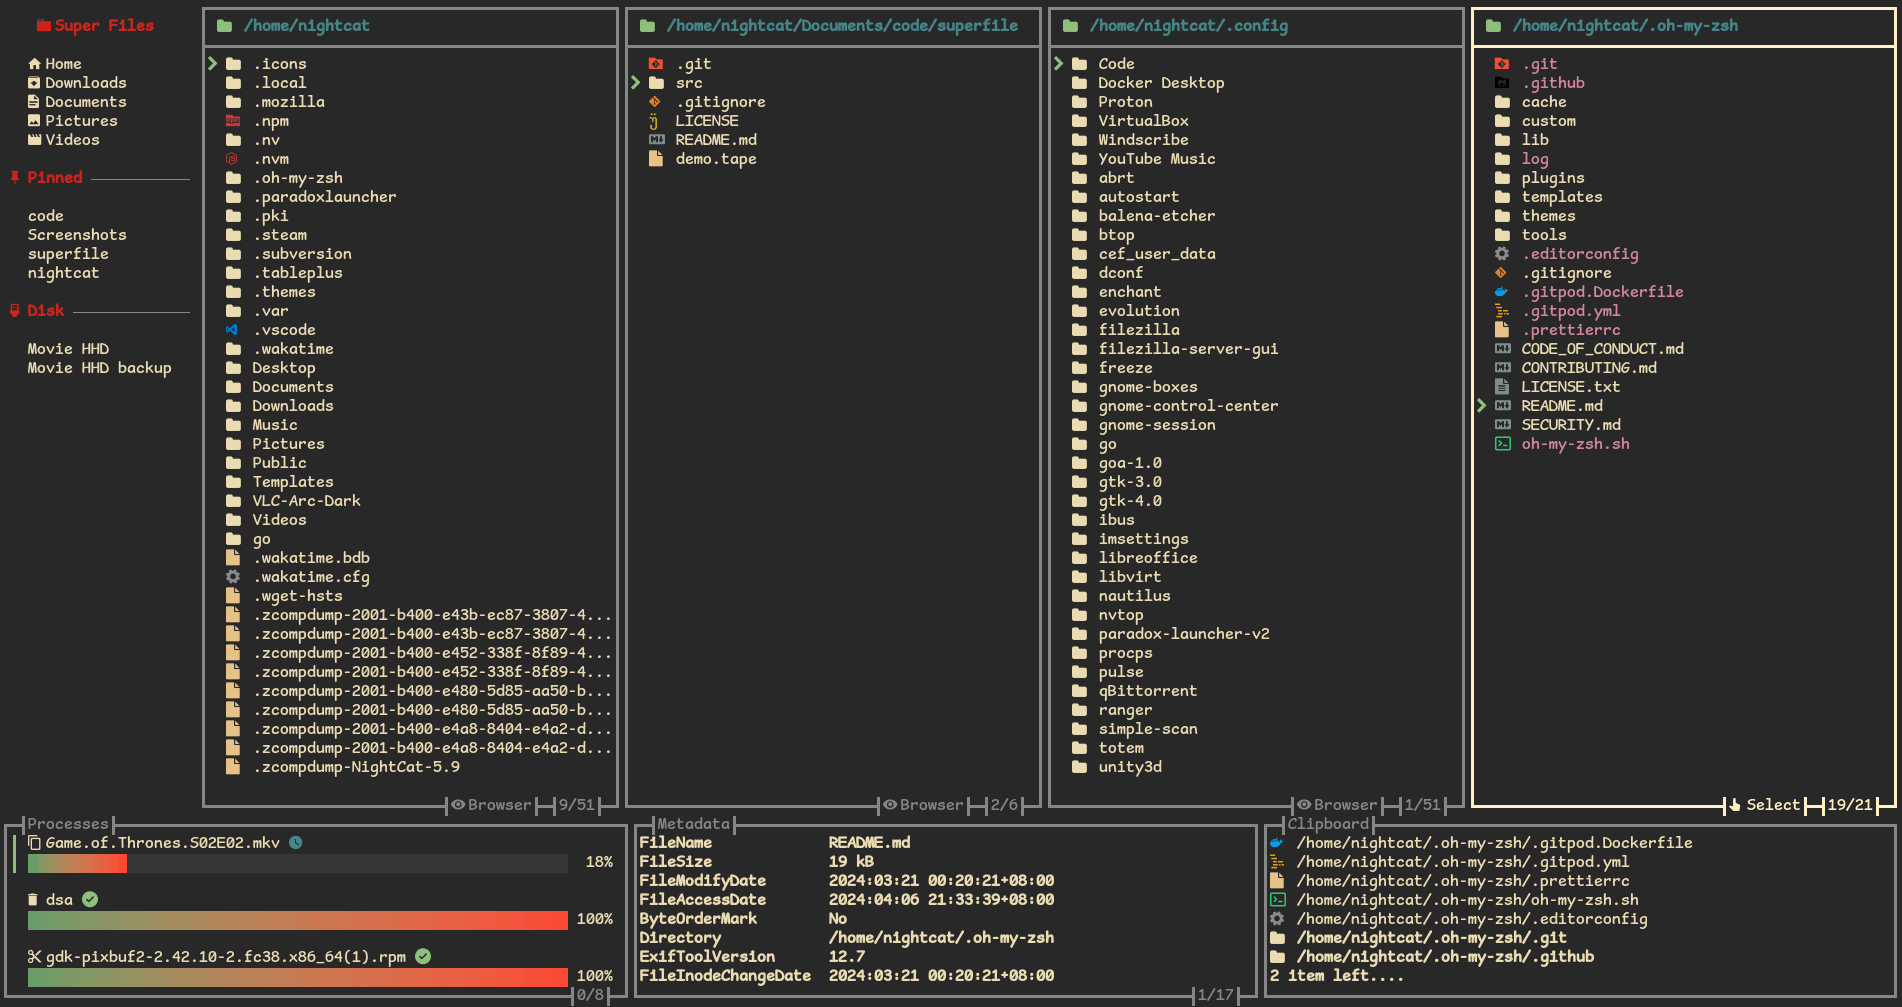 Super Files
Home
Downloads
Documents
Pictures
Videos
Pinned
code
Screenshots
superfile
nightcat
Disk
Movie HHD
Movie HHD backup
/home/nightcat
.icons
.local
.mozilla
.npm
.nv
.nvm
.oh-my-zsh
.paradoxlauncher
.pki
.steam
.subversion
.tableplus
.themes
.var
.vscode
.wakatime
Desktop
Documents
Downloads
Music
Pictures
Public
Templates
VLC-Arc-Dark
Videos
go
.wakatime.bdb
.wakatime.cfg
.wget-hsts
.zcompdump-2001-b400-e43b-ec87-3807-4...
.zcompdump-2001-b400-e43b-ec87-3807-4...
.zcompdump-2001-b400-e452-338f-8f89-4...
.zcompdump-2001-b400-e452-338f-8f89-4...
.zcompdump-2001-b400-e480-5d85-aa50-b...
.zcompdump-2001-b400-e480-5d85-aa50-b...
.zcompdump-2001-b400-e4a8-8404-e4a2-d...
.zcompdump-2001-b400-e4a8-8404-e4a2-d...
.zcompdump-NightCat-5.9
Browser 9/51
/home/nightcat/Documents/code/superfile
.git
src
.gitignore
LICENSE
README.md
demo.tape
Browser 2/6
/home/nightcat/.config
Code
Docker Desktop
Proton
VirtualBox
Windscribe
YouTube Music
abrt
autostart
balena-etcher
btop
cef_user_data
dconf
enchant
evolution
filezilla
filezilla-server-gui
freeze
gnome-boxes
gnome-control-center
gnome-session
go
goa-1.0
gtk-3.0
gtk-4.0
ibus
imsettings
libreoffice
libvirt
nautilus
nvtop
paradox-launcher-v2
procps
pulse
qBittorrent
ranger
simple-scan
totem
unity3d
Browser 1/51
/home/nightcat/.oh-my-zsh
.git
.github
cache
custom
lib
log
plugins
templates
themes
tools
.editorconfig
.gitignore
.gitpod.Dockerfile
.gitpod.yml
.prettierrc
CODE_OF_CONDUCT.md
CONTRIBUTING.md
LICENSE.txt
README.md
SECURITY.md
oh-my-zsh.sh
Select 19/21
Processes
Game.of.Thrones.S02E02.mkv
18%
dsa
100%
gdk-pixbuf2-2.42.10-2.fc38.x86_64(1).rpm
100%
0/8
Metadata
FileName README.md
FileSize 19 kB
FileModifyDate 2024:03:21 00:20:21+08:00
FileAccessDate 2024:04:06 21:33:39+08:00
ByteOrderMark No
Directory /home/nightcat/.oh-my-zsh
ExifToolVersion 12.7
FileInodeChangeDate 2024:03:21 00:20:21+08:00
1/17
Clipboard
/home/nightcat/.oh-my-zsh/.gitpod.Dockerfile
/home/nightcat/.oh-my-zsh/.gitpod.yml
/home/nightcat/.oh-my-zsh/.prettierrc
/home/nightcat/.oh-my-zsh/oh-my-zsh.sh
/home/nightcat/.oh-my-zsh/.editorconfig
/home/nightcat/.oh-my-zsh/.git
/home/nightcat/.oh-my-zsh/.github
2 item left....